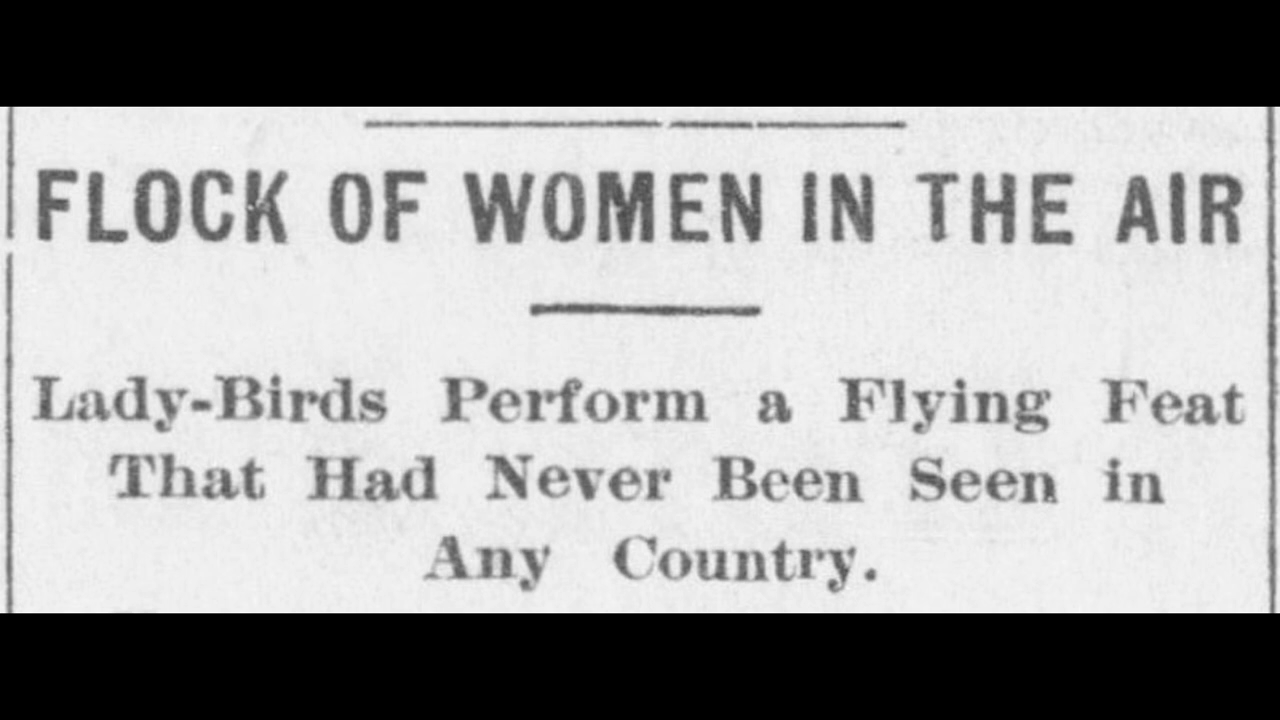 FLOCK OF WOMEN IN THE AIR
Lady-Birds Perform a Flying Feat
That Had Never Been Seen in
Any Country.